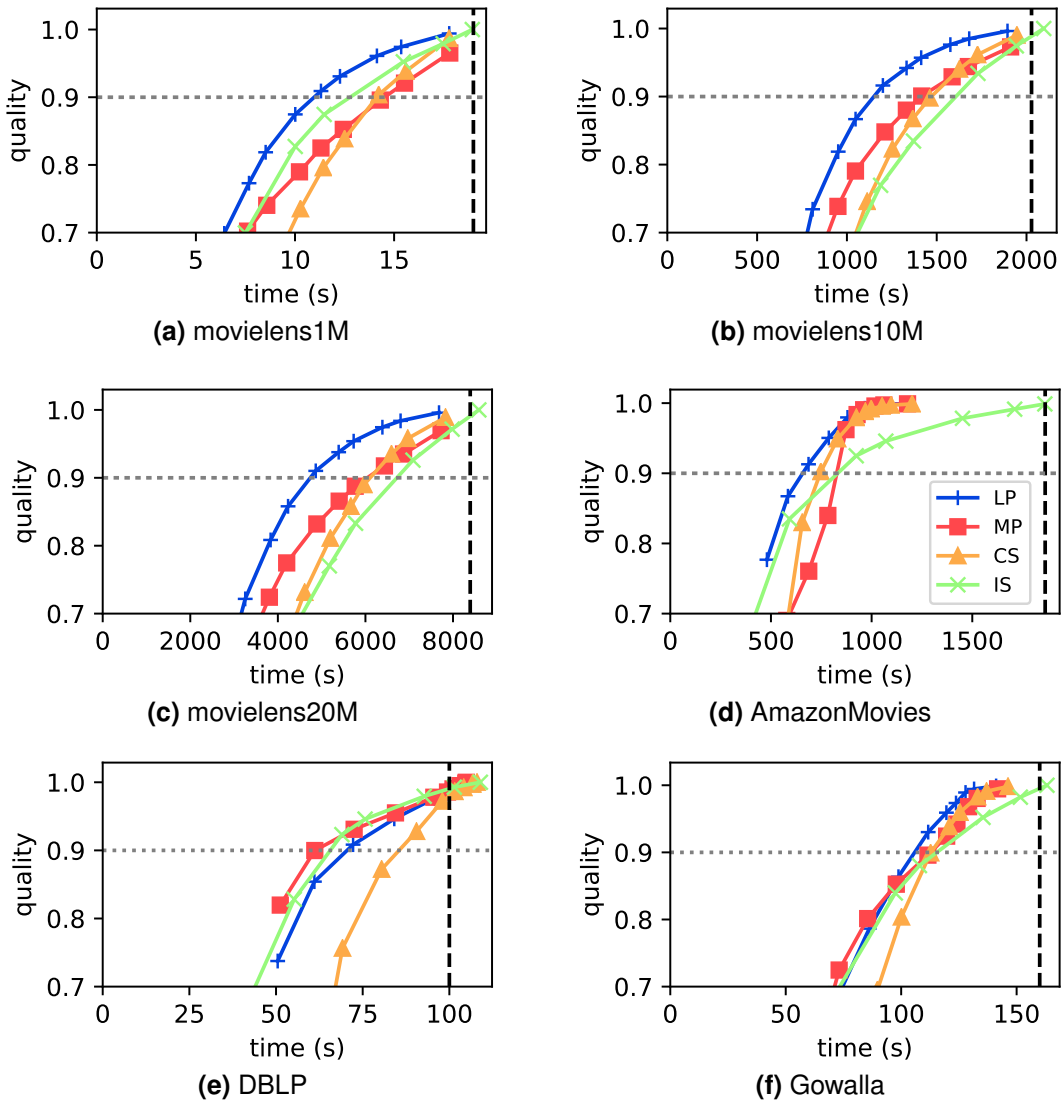 1.0
0.9
0.8
0.7
quality
0 5 10 15
time (s)
(a) movielens1M
1.0
0.9
0.8
0.7
quality
0 500 1000 1500 2000
time (s)
(b) movielens10M
1.0
0.9
0.8
0.7
quality
0 2000 4000 6000 8000
time (s)
(c) movielens20M
1.0
0.9
0.8
0.7
quality
LP
MP
CS
IS
0 500 1000 1500
time (s)
(d) AmazonMovies
1.0
0.9
0.8
0.7
quality
0 25 50 75 100
time (s)
(e) DBLP
1.0
0.9
0.8
0.7
quality
0 50 100 150
time (s)
(f) Gowalla